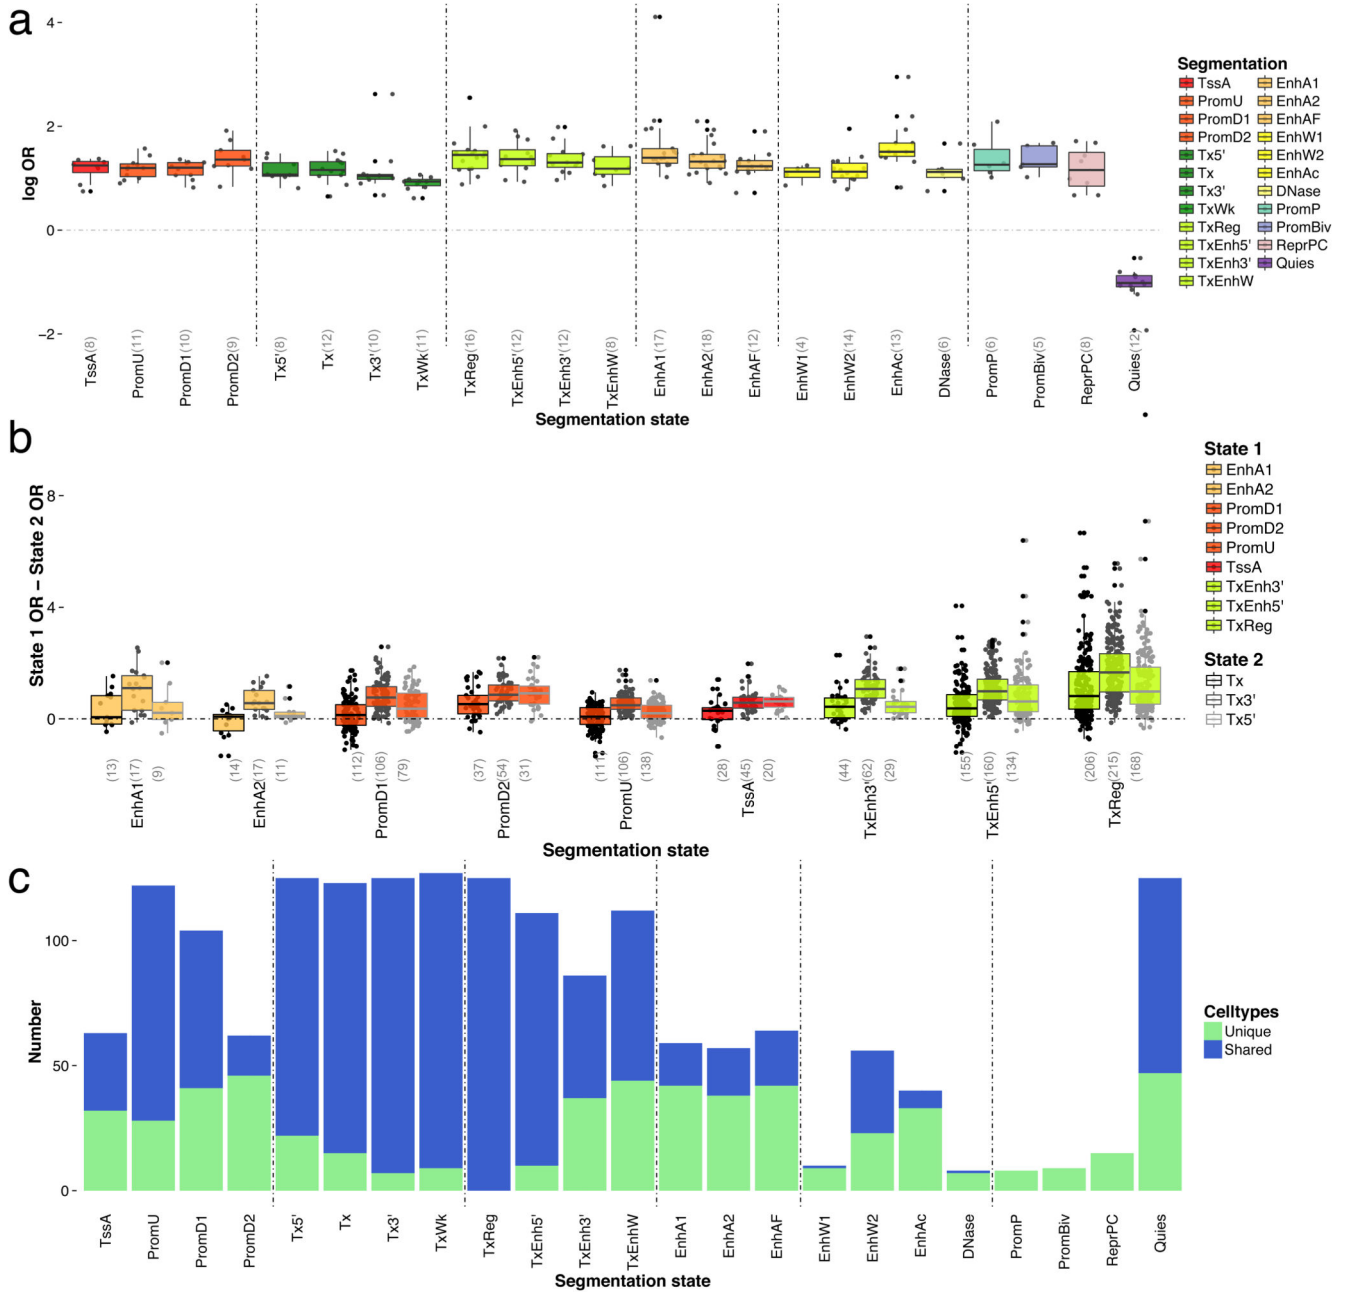 a
log OR
4
2
0
−2
TssA(8)
PromU(11)
PromD1(10)
PromD2(9)
Tx5'(8)
Tx(12)
Tx3'(10)
TxWk(11)
TxReg(16)
TxEnh5'(12)
TxEnh3'(12)
TxEnhW(8)
EnhA1(17)
EnhA2(18)
EnhAF(12)
EnhW1(4)
EnhW2(14)
EnhAc(13)
DNase(6)
PromP(6)
PromBiv(5)
ReprPC(8)
Quies(12)
Segmentation state
Segmentation
TssA
PromU
PromD1
PromD2
Tx5'
Tx
Tx3'
TxWk
TxReg
TxEnh5'
TxEnh3'
TxEnhW
EnhA1
EnhA2
EnhAF
EnhW1
EnhW2
EnhAc
DNase
PromP
PromBiv
ReprPC
Quies
b
State 1 OR − State 2 OR
8
4
0
(13)
(17)
(9)
(14)
(17)
(11)
(112)
(106)
(79)
(37)
(54)
(31)
(111)
(106)
(138)
(28)
(45)
(20)
(44)
(62)
(29)
(155)
(160)
(134)
(206)
(215)
(168)
EnhA1
EnhA2
PromD1
PromD2
PromU
TssA
TxEnh3'
TxEnh5'
TxReg
Segmentation state
State 1
EnhA1
EnhA2
PromD1
PromD2
PromU
TssA
TxEnh3'
TxEnh5'
TxReg
State 2
Tx
Tx3'
Tx5'
c
Number
100
50
0
TssA
PromU
PromD1
PromD2
Tx5'
Tx
Tx3'
TxWk
TxReg
TxEnh5'
TxEnh3'
TxEnhW
EnhA1
EnhA2
EnhAF
EnhW1
EnhW2
EnhAc
DNase
PromP
PromBiv
ReprPC
Quies
Segmentation state
Celltypes
Unique
Shared